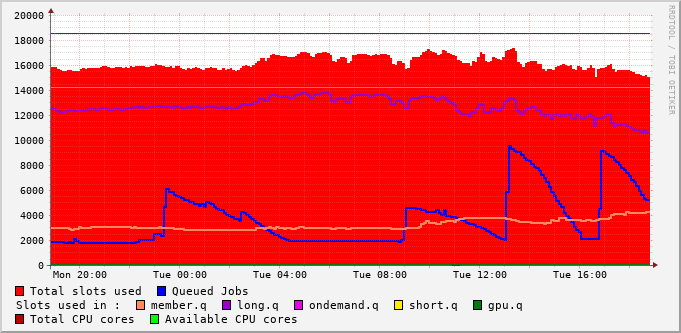 20000
18000
16000
14000
12000
10000
8000
6000
4000
2000
0
Mon 20:00 Tue 00:00 Tue 04:00 Tue 08:00 Tue 12:00 Tue 16:00
RRDTOOL / TOBI OETIKER
Total slots used Queued Jobs
Slots used in : member.q long.q ondemand.q short.q gpu.q
Total CPU cores Available CPU cores